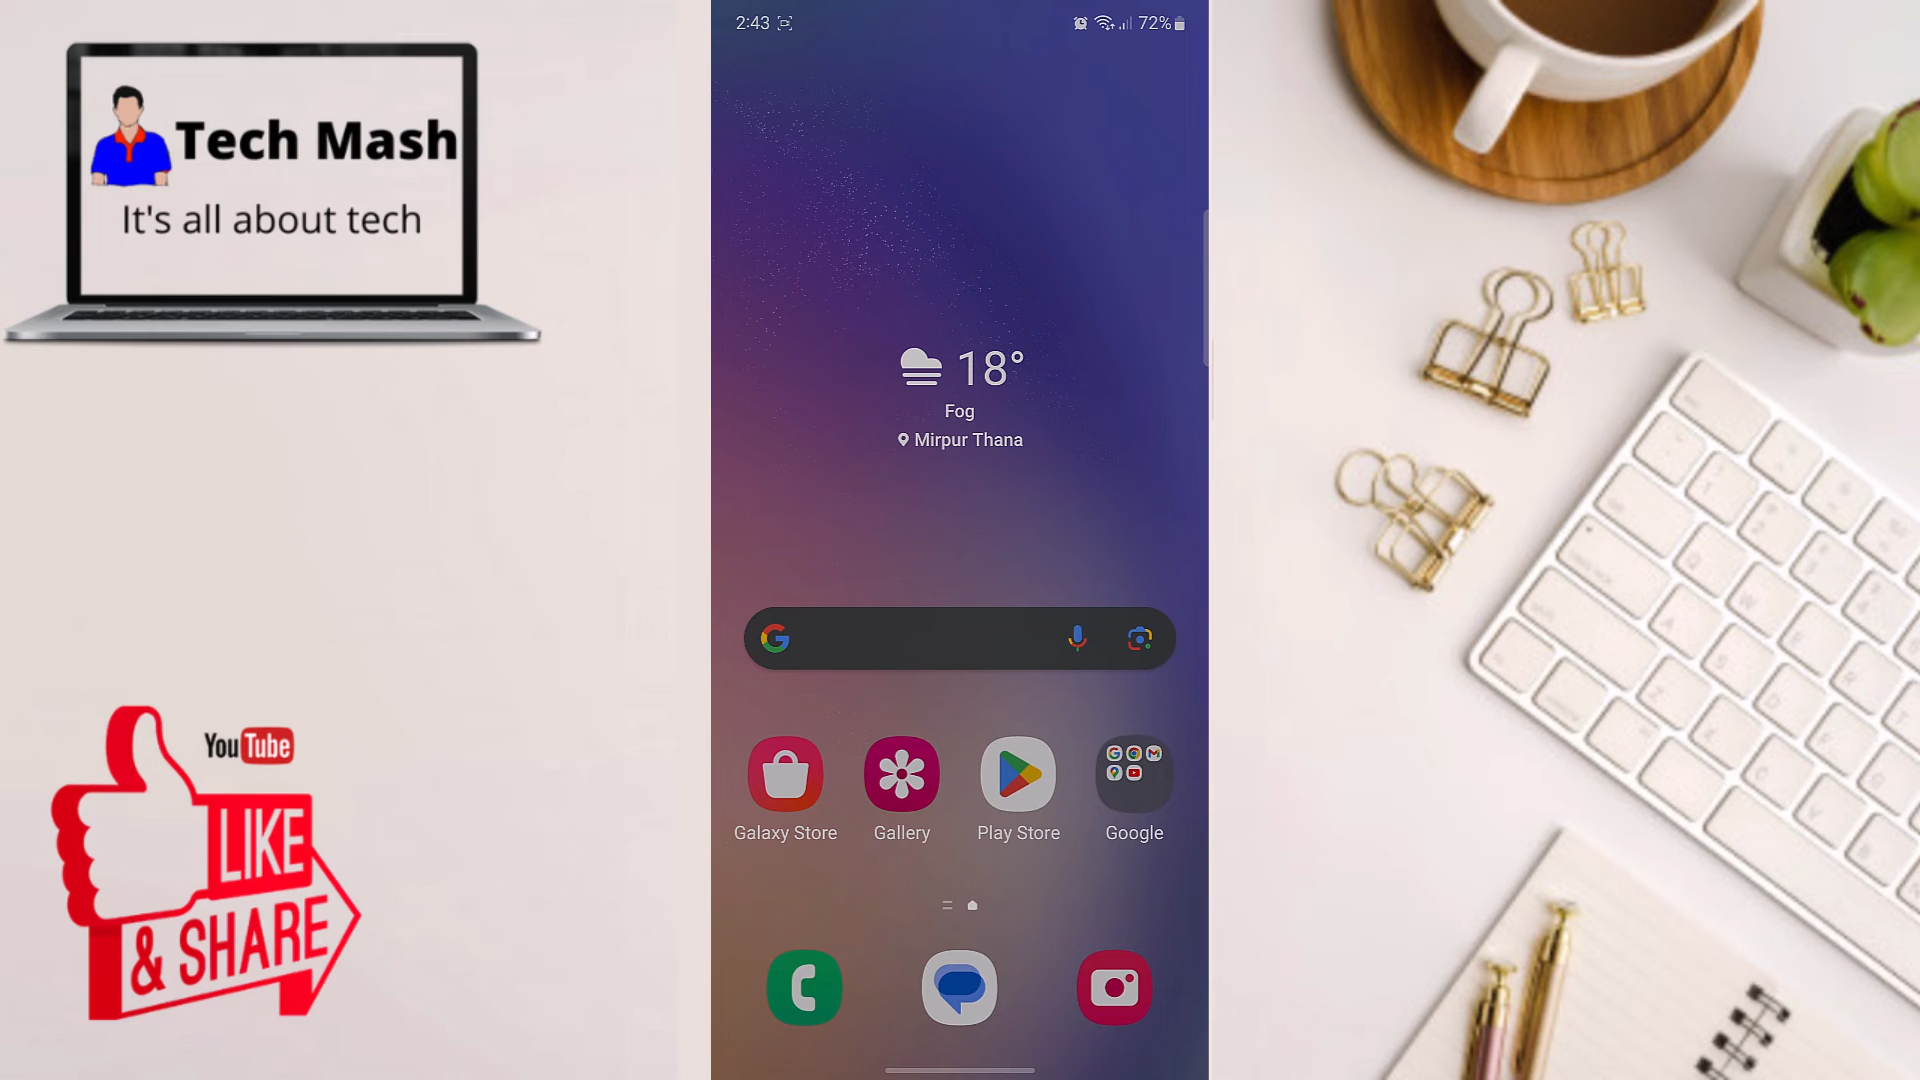 Tech Mash
It's all about tech
YouTube
LIKE
& SHARE
2:43
72%
18°
Fog
Mirpur Thana
Galaxy Store
Gallery
Play Store
Google